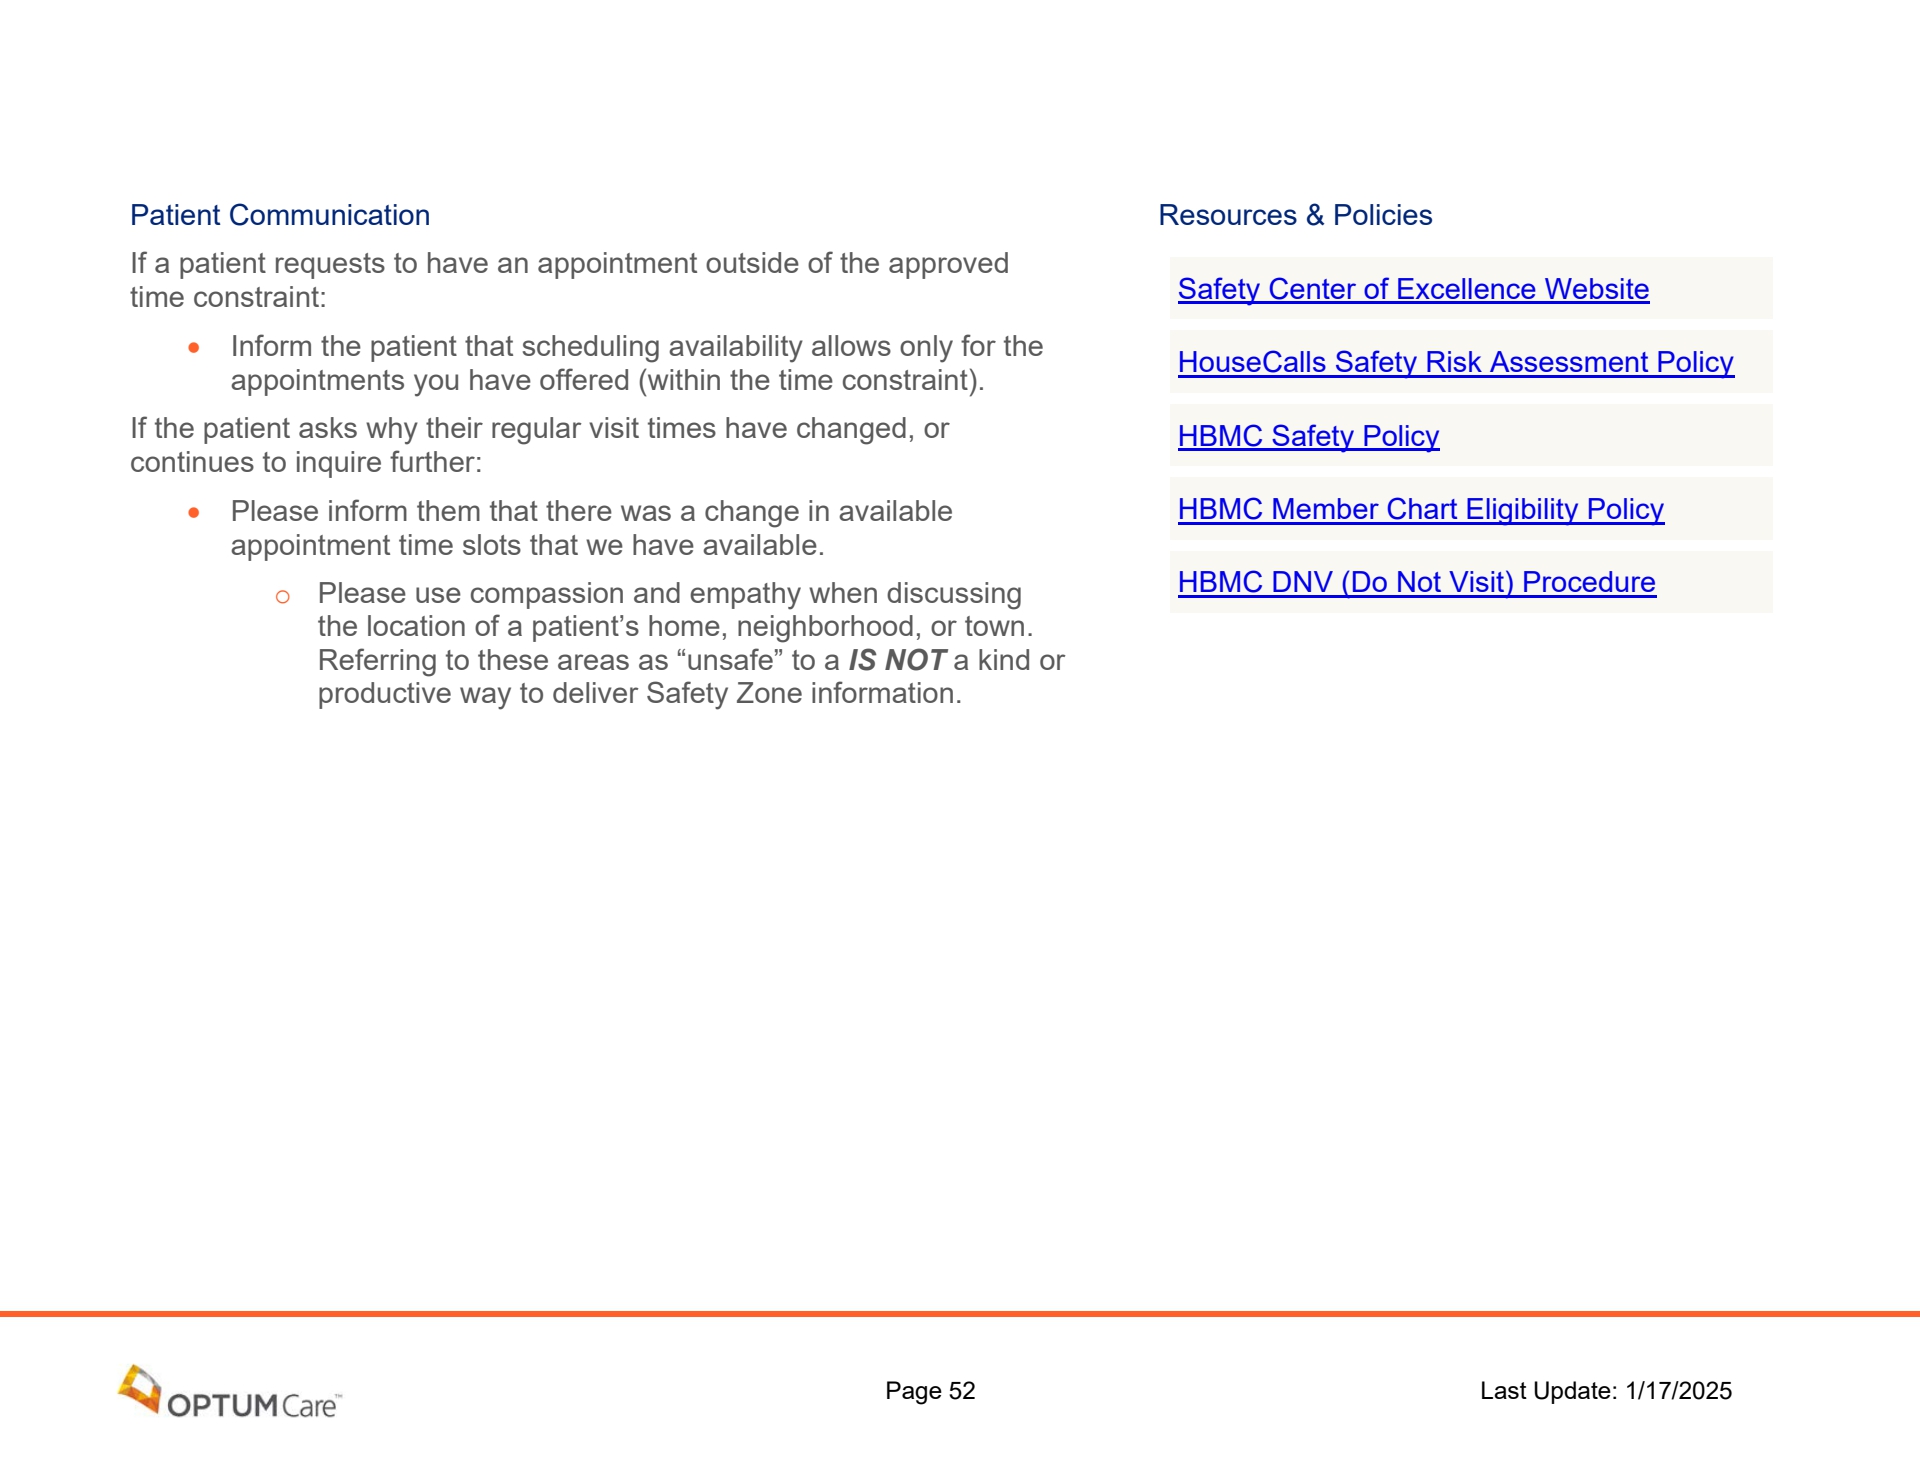 Patient Communication
If a patient requests to have an appointment outside of the approved
time constraint:
• Inform the patient that scheduling availability allows only for the
appointments you have offered (within the time constraint).
If the patient asks why their regular visit times have changed, or
continues to inquire further:
• Please inform them that there was a change in available
appointment time slots that we have available.
o Please use compassion and empathy when discussing
the location of a patient’s home, neighborhood, or town.
Referring to these areas as “unsafe” to a IS NOT a kind or
productive way to deliver Safety Zone information.
Resources & Policies
Safety Center of Excellence Website
HouseCalls Safety Risk Assessment Policy
HBMC Safety Policy
HBMC Member Chart Eligibility Policy
HBMC DNV (Do Not Visit) Procedure
OPTUM Care™
Page 52
Last Update: 1/17/2025